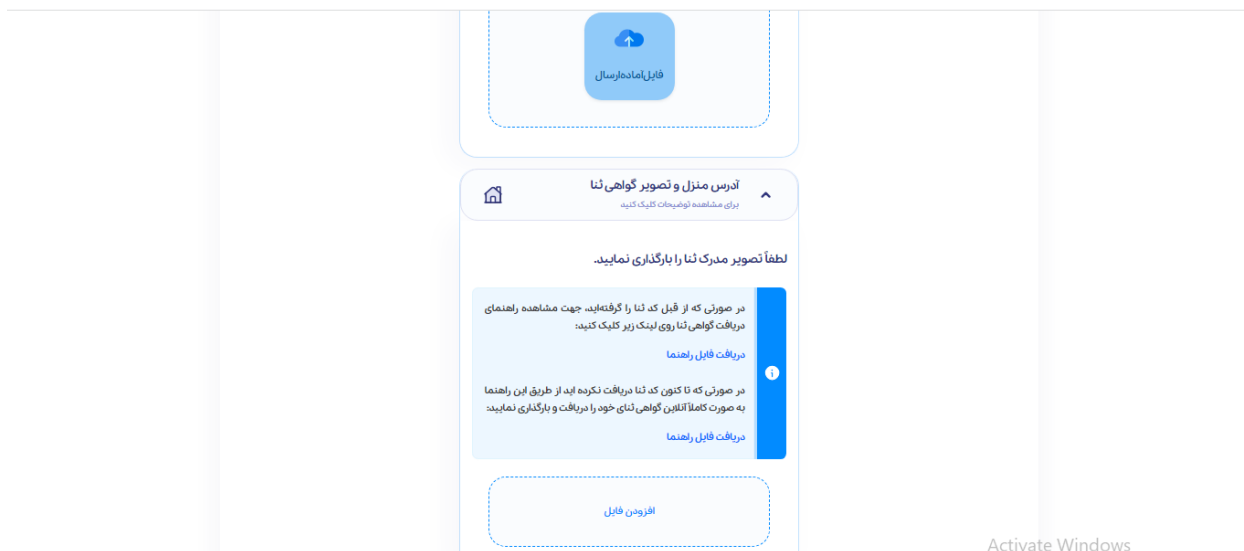 فایل‌آماده‌ارسال
آدرس منزل و تصویر گواهی ثنا
برای مشاهده توضیحات کلیک کنید
لطفاً تصویر مدرک ثنا را بارگذاری نمایید.
در صورتی که از قبل کد ثنا را گرفته‌اید، جهت مشاهده راهنمای
دریافت گواهی ثنا روی لینک زیر کلیک کنید:
دریافت فایل راهنما
در صورتی که تا کنون کد ثنا دریافت نکرده اید از طریق این راهنما
به صورت کاملاً آنلاین گواهی ثنای خود را دریافت و بارگذاری نمایید:
دریافت فایل راهنما
افزودن فایل
Activate Windows